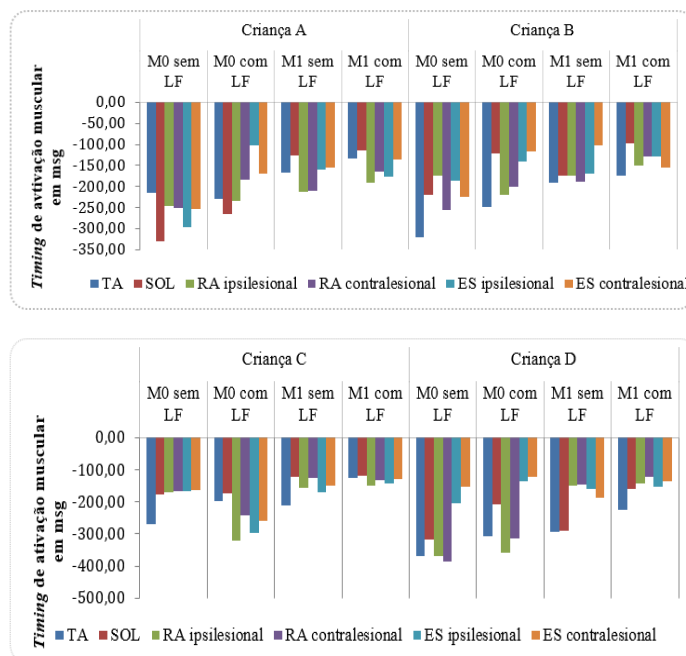 Criança A Criança B
M0 sem M0 com M1 sem M1 com M0 sem M0 com M1 sem M1 com
LF LF LF LF LF LF LF LF
Timing de avtivação muscular
em msg
0,00
-50,00
-100,00
-150,00
-200,00
-250,00
-300,00
-350,00
TA SOL RA ipsilesional RA contralesional ES ipsilesional ES contralesional
Criança C Criança D
M0 sem M0 com M1 sem M1 com M0 sem M0 com M1 sem M1 com
LF LF LF LF LF LF LF LF
Timing de ativação muscular
em msg
0,00
-100,00
-200,00
-300,00
-400,00
-500,00
TA SOL RA ipsilesional RA contralesional ES ipsilesional ES contralesional